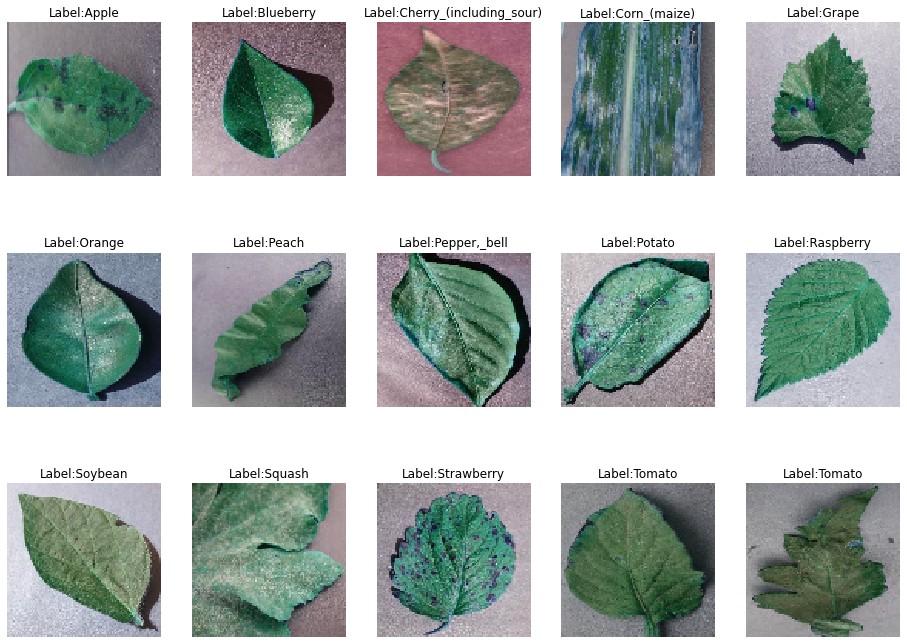 Label:Apple
Label:Blueberry
Label:Cherry_(including_sour)
Label:Corn_(maize)
Label:Grape
Label:Orange
Label:Peach
Label:Pepper,_bell
Label:Potato
Label:Raspberry
Label:Soybean
Label:Squash
Label:Strawberry
Label:Tomato
Label:Tomato